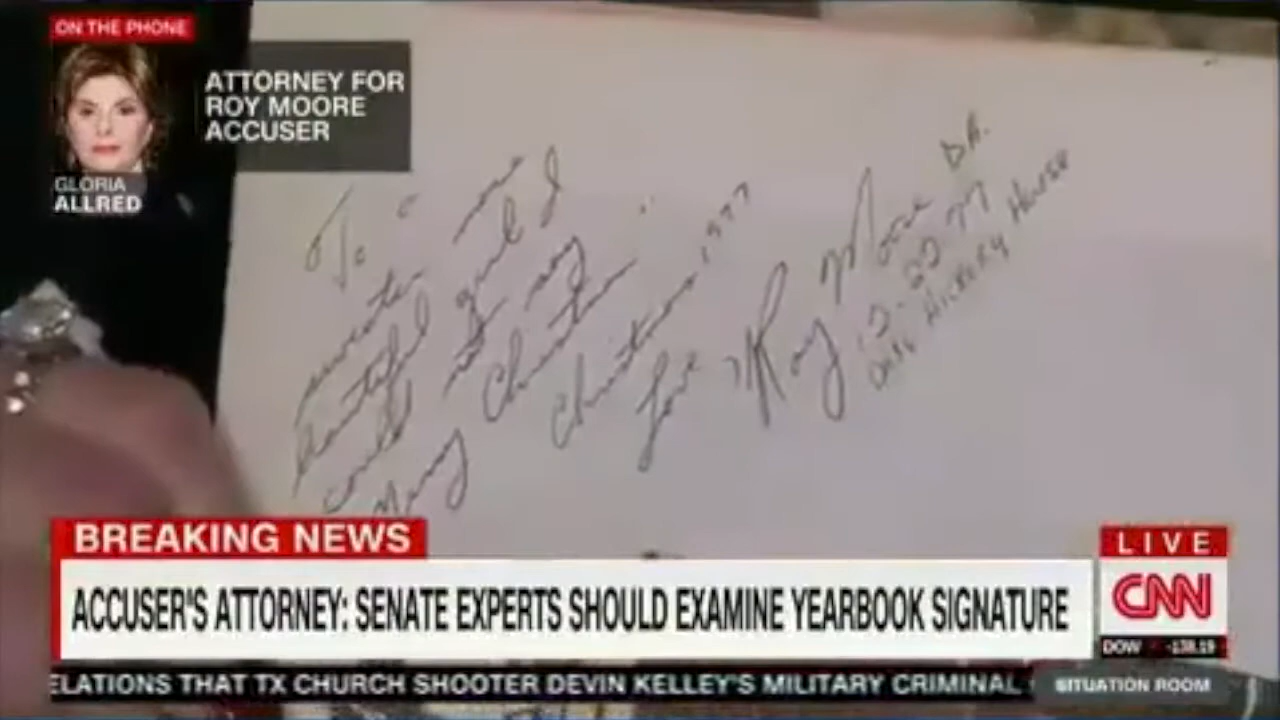 ON THE PHONE
ATTORNEY FOR
ROY MOORE
ACCUSER
GLORIA
ALLRED
To a
sweeter more
beautiful girl I
could not say
Merry Christmas"
Christmas 1977
Love, Roy Moore DA.
12-22-77
Olde HICKORY HOUSE
BREAKING NEWS
ACCUSER'S ATTORNEY: SENATE EXPERTS SHOULD EXAMINE YEARBOOK SIGNATURE
LIVE
CNN
DOW
ELATIONS THAT TX CHURCH SHOOTER DEVIN KELLEY'S MILITARY CRIMINAL
SITUATION ROOM